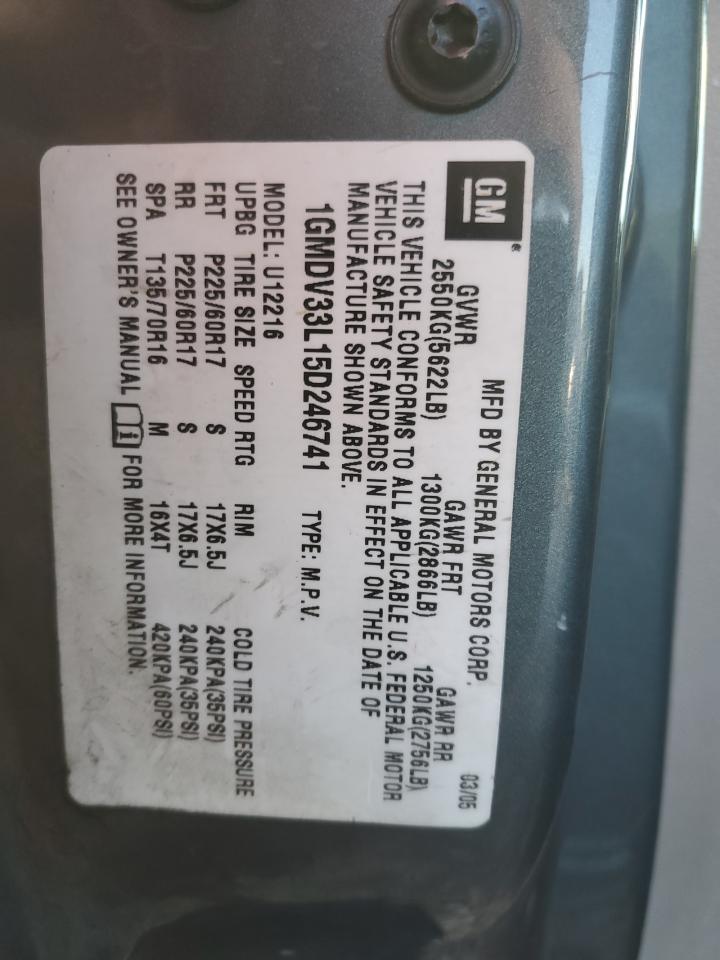 GM®
MFD BY GENERAL MOTORS CORP. 03/05
GVWR GAWR FRT GAWR RR
2550KG(5622LB) 1300KG(2866LB) 1250KG(2756LB)
THIS VEHICLE CONFORMS TO ALL APPLICABLE U.S. FEDERAL MOTOR
VEHICLE SAFETY STANDARDS IN EFFECT ON THE DATE OF
MANUFACTURE SHOWN ABOVE.
1GMDV33L15D246741 TYPE: M.P.V.
MODEL: U12216
UPBG TIRE SIZE SPEED RTG RIM COLD TIRE PRESSURE
FRT P225/60R17 S 17X6.5J 240KPA(35PSI)
RR P225/60R17 S 17X6.5J 240KPA(35PSI)
SPA T135/70R16 M 16X4T 420KPA(60PSI)
SEE OWNER'S MANUAL FOR MORE INFORMATION.